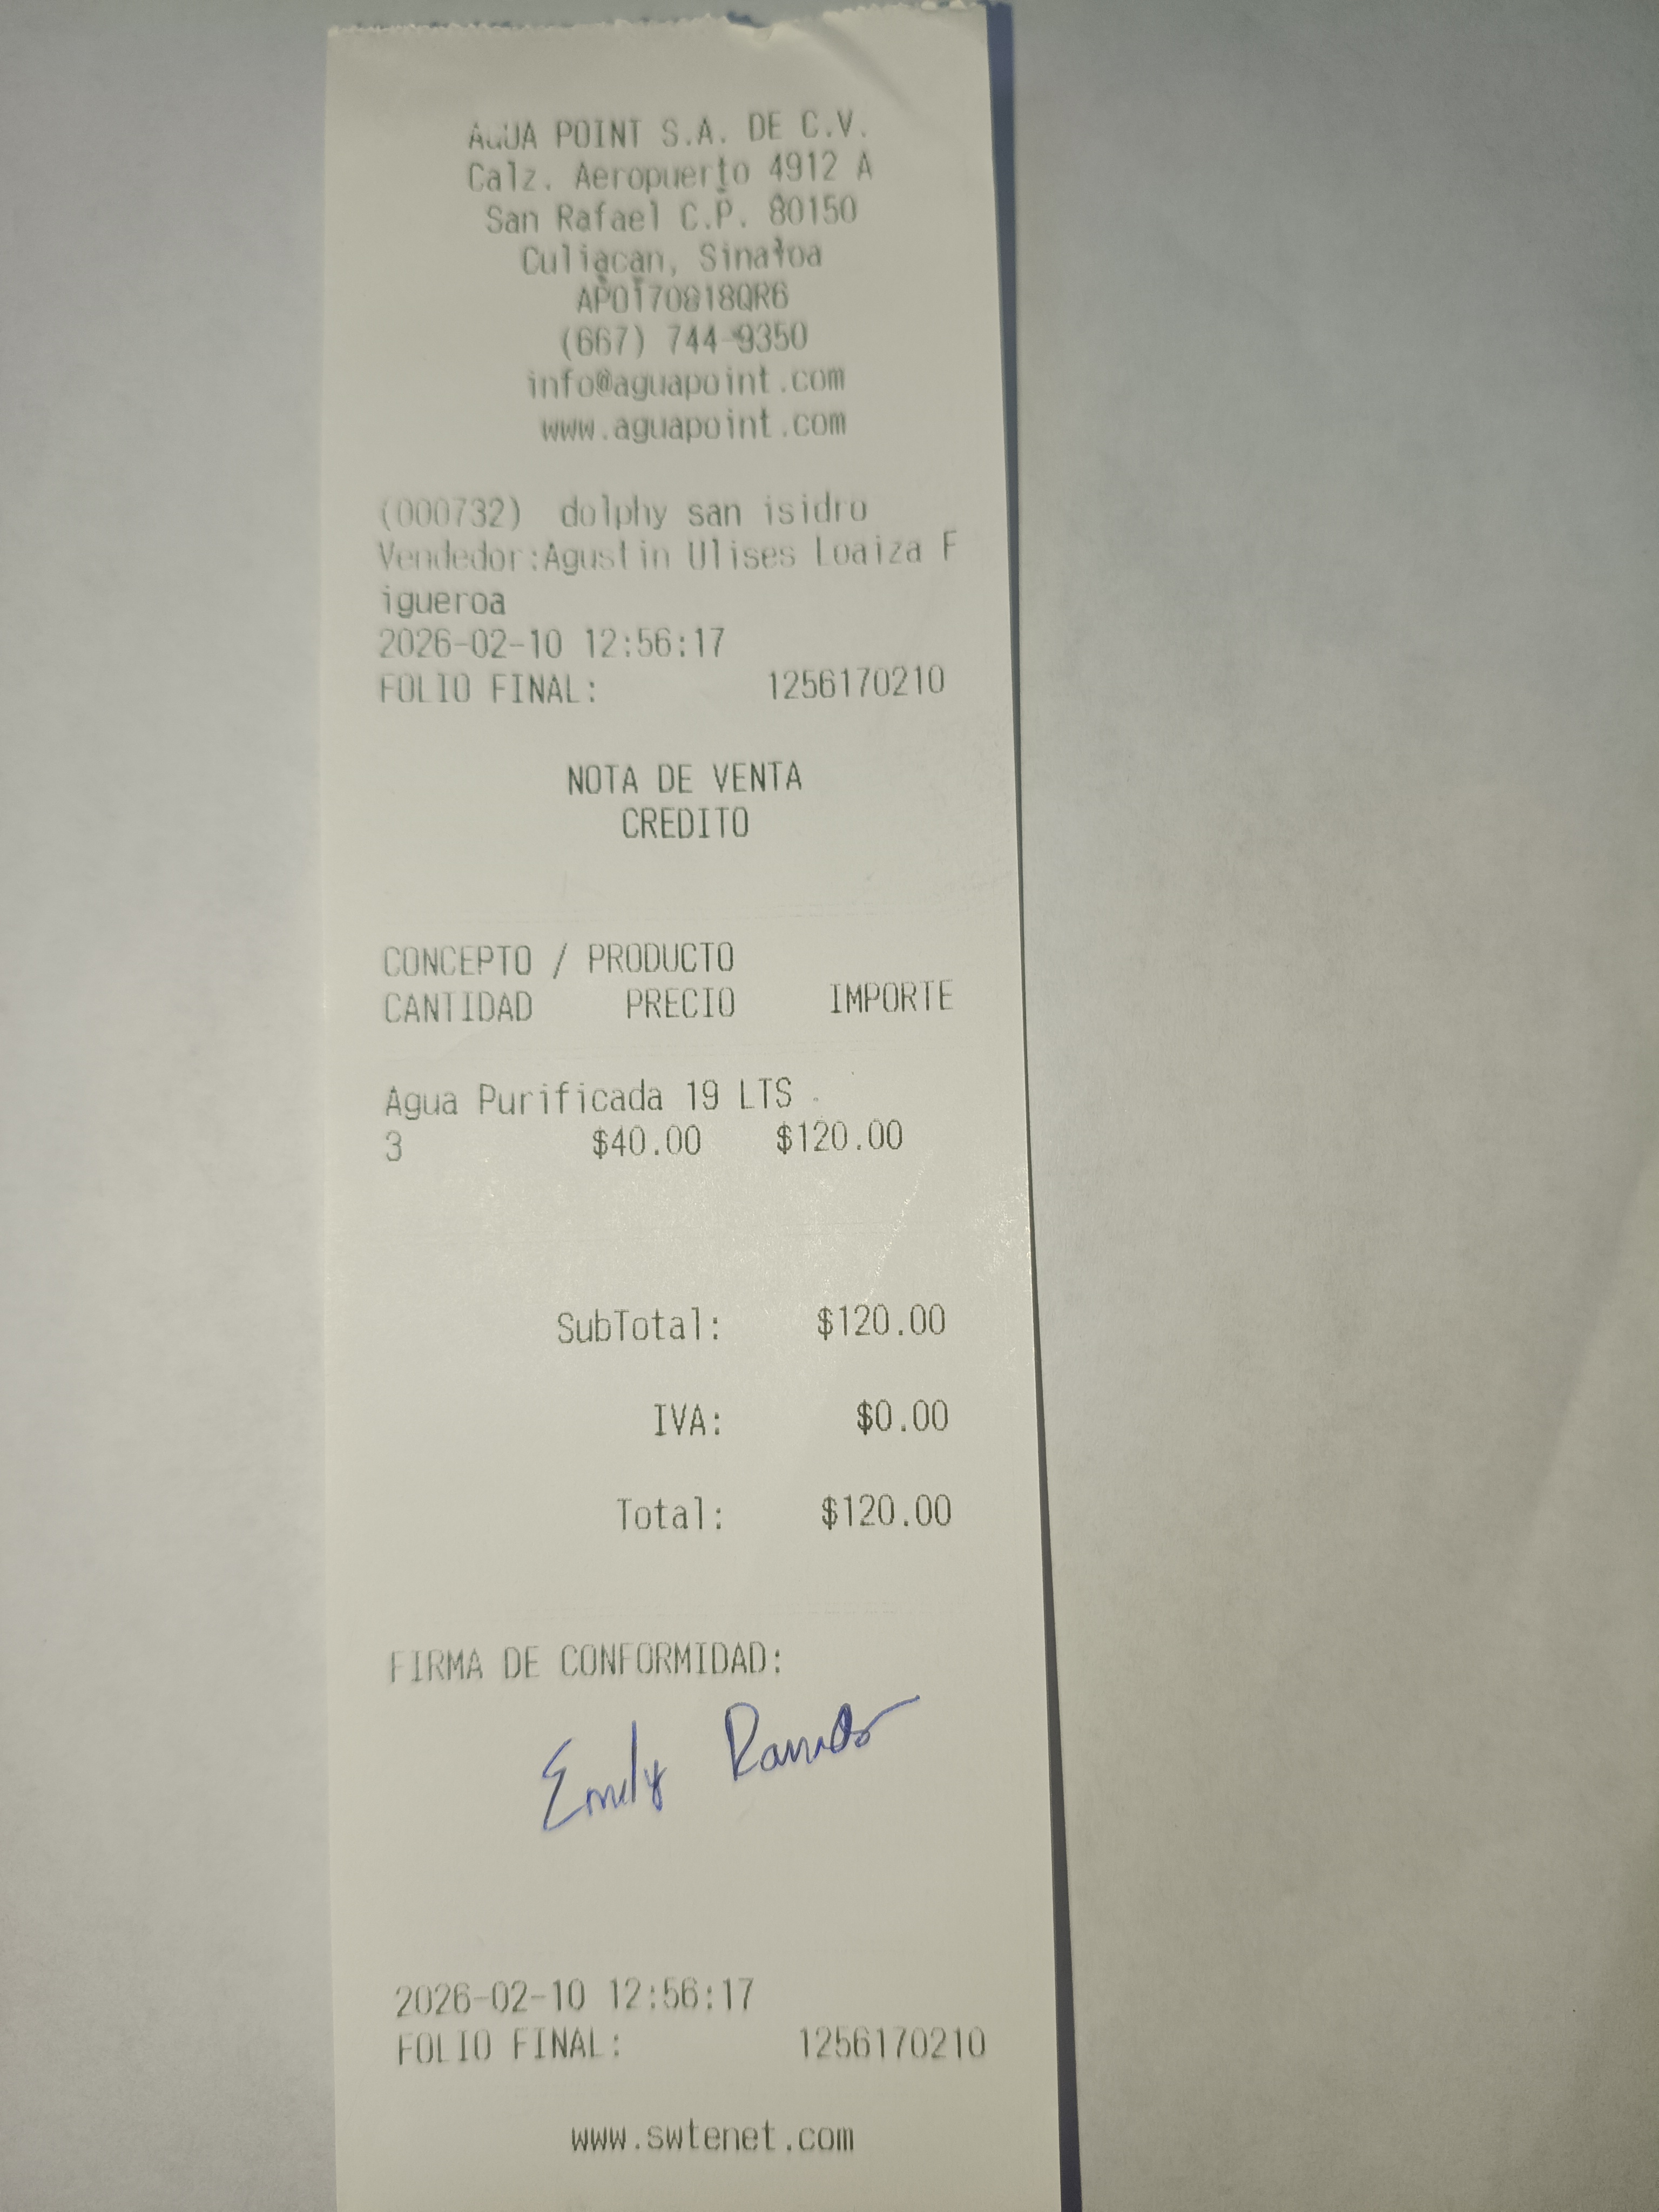 AGUA POINT S.A. DE C.V.
Calz. Aeropuerto 4912 A
San Rafael C.P. 80150
Culiacan, Sinaloa
APO170818QR6
(667) 744-9350
info@aguapoint.com
www.aguapoint.com
(000732) dolphy san isidro
Vendedor:Agustin Ulises Loaiza F
igueroa
2026-02-10 12:56:17
FOLIO FINAL: 1256170210
NOTA DE VENTA
CREDITO
CONCEPTO / PRODUCTO
CANTIDAD PRECIO IMPORTE
Agua Purificada 19 LTS
3 $40.00 $120.00
SubTotal: $120.00
IVA: $0.00
Total: $120.00
FIRMA DE CONFORMIDAD:
Emily
2026-02-10 12:56:17
FOLIO FINAL: 1256170210
www.swtenet.com